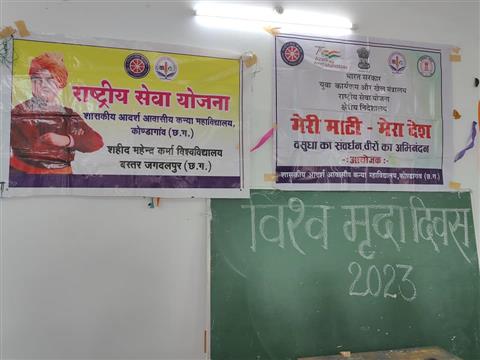 राष्ट्रीय सेवा योजना
शासकीय आदर्श आवासीय कन्या महाविद्यालय,
कोण्डागांव (छ.ग.)
शहीद महेन्द्र कर्मा विश्वविद्यालय
बस्तर जगदलपुर (छ.ग.)
भारत सरकार
युवा कार्यक्रम और खेल मंत्रालय
राष्ट्रीय सेवा योजना
क्षेत्रीय निदेशालय
मेरी माटी - मेरा देश
वसुधा का संवर्धन वीरों का अभिनंदन
-: आयोजक :-
शासकीय आदर्श आवासीय कन्या महाविद्यालय, कोण्डागांव (छ.ग.)
विश्व मृदा दिवस
2023